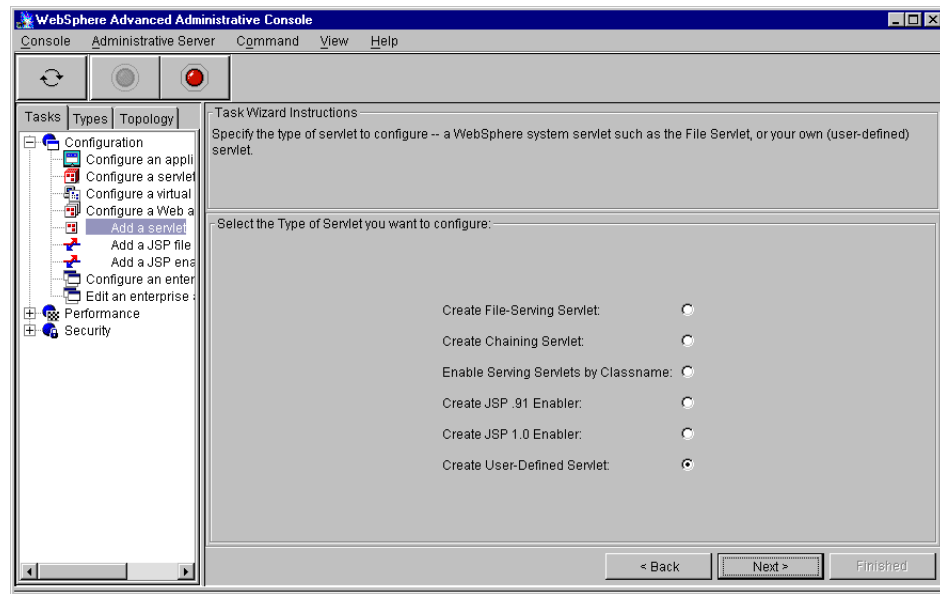 WebSphere Advanced Administrative Console
Console Administrative Server Command View Help
Tasks Types Topology
Configuration
Configure an appli
Configure a servlet
Configure a virtual
Configure a Web a
Add a servlet
Add a JSP file
Add a JSP ena
Configure an enter
Edit an enterprise
Performance
Security
Task Wizard Instructions
Specify the type of servlet to configure -- a WebSphere system servlet such as the File Servlet, or your own (user-defined)
servlet.
Select the Type of Servlet you want to configure:
Create File-Serving Servlet:
Create Chaining Servlet:
Enable Serving Servlets by Classname:
Create JSP .91 Enabler:
Create JSP 1.0 Enabler:
Create User-Defined Servlet:
< Back Next > Finished